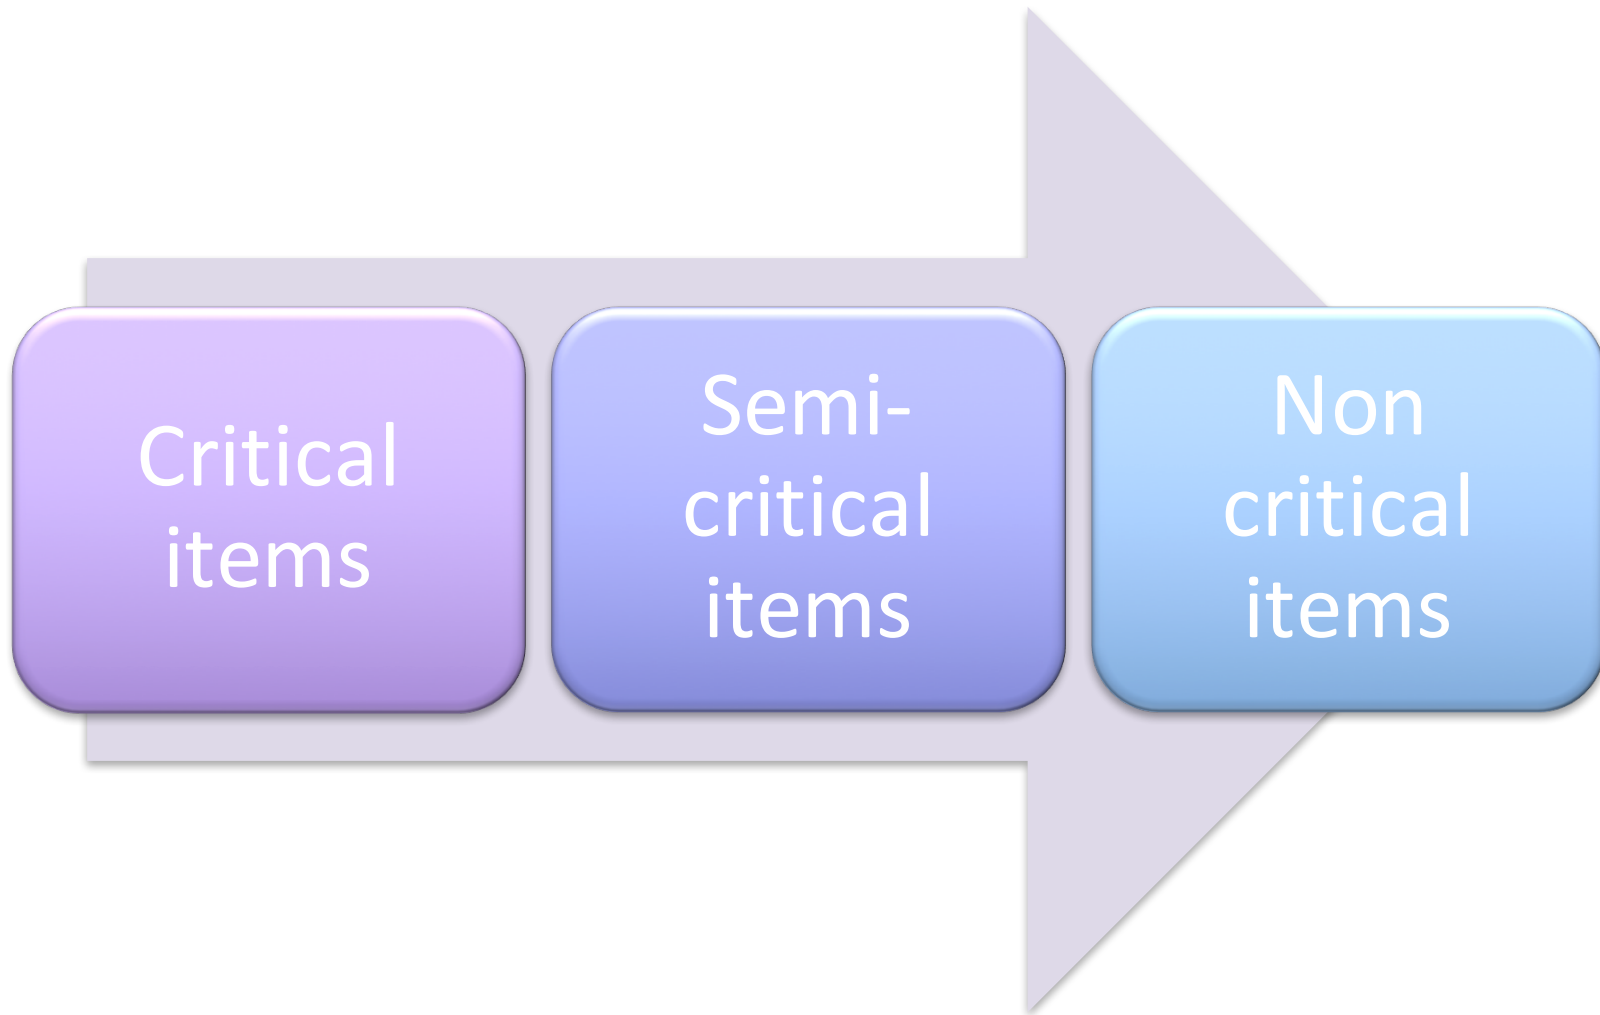 Critical
items
Semi-
critical
items
Non
critical
items